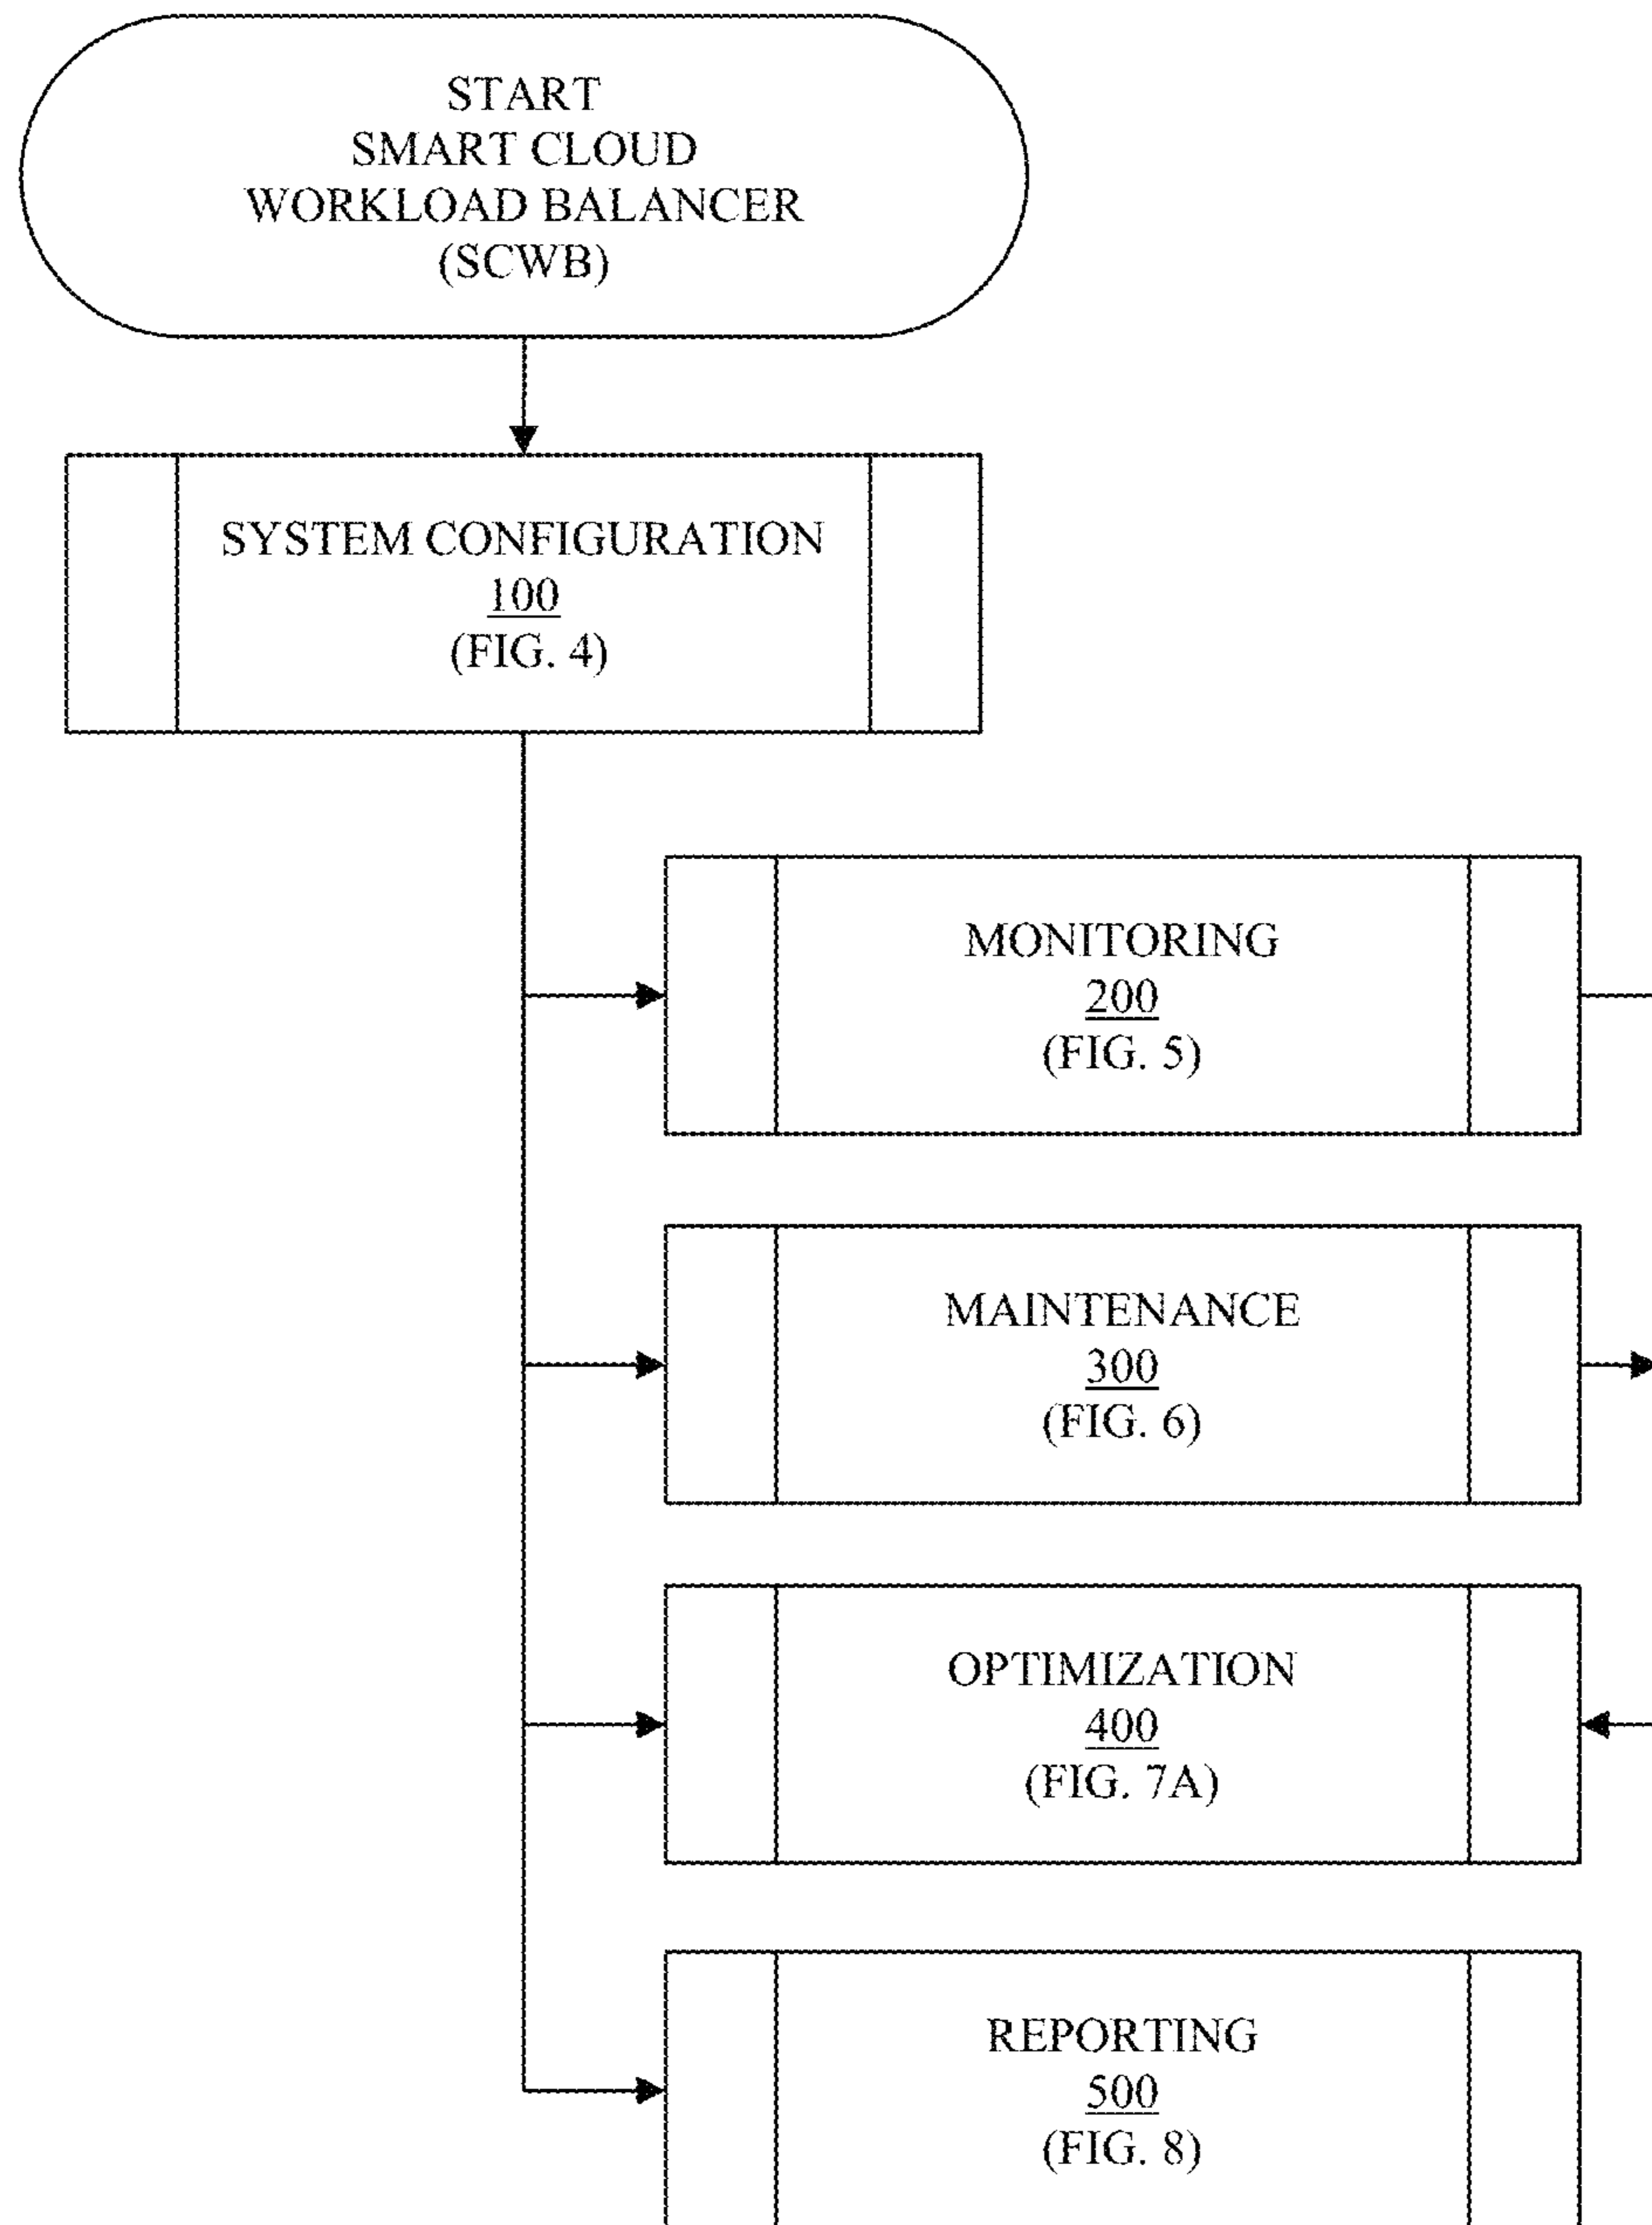 START
SMART CLOUD
WORKLOAD BALANCER
(SCWB)
SYSTEM CONFIGURATION
100
(FIG. 4)
MONITORING
200
(FIG. 5)
MAINTENANCE
300
(FIG. 6)
OPTIMIZATION
400
(FIG. 7A)
REPORTING
500
(FIG. 8)